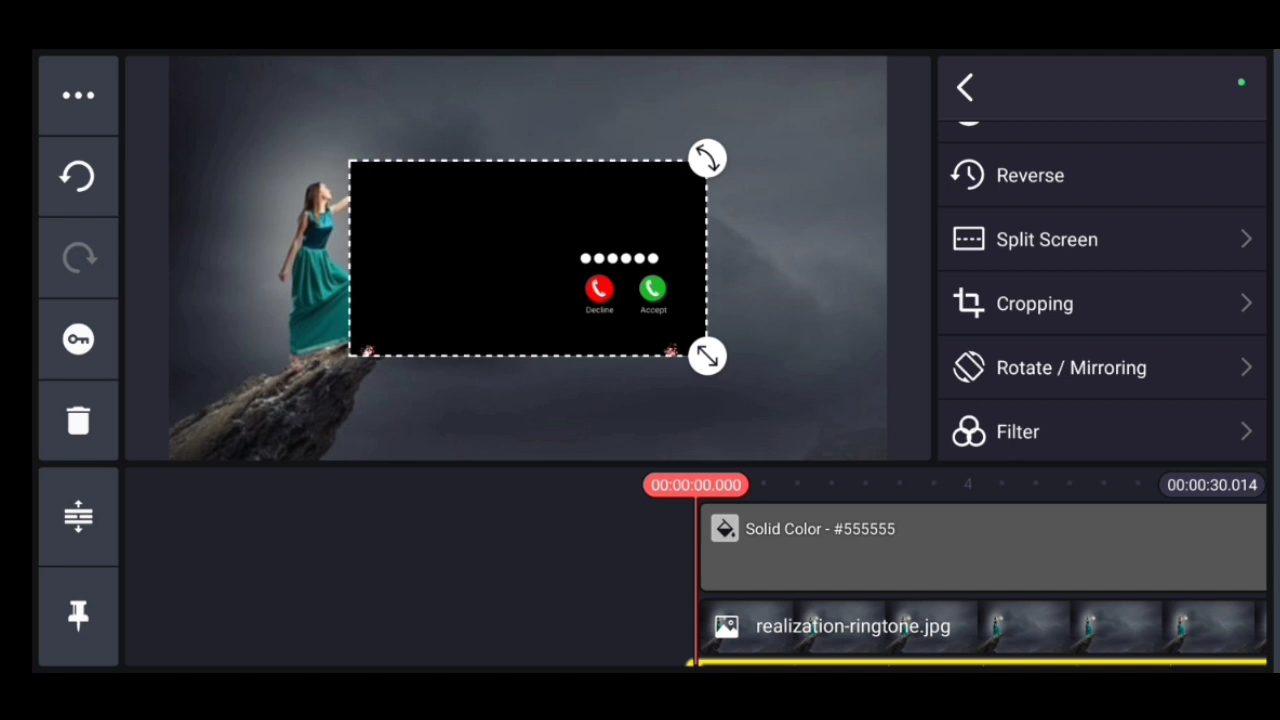 Reverse
Split Screen
Cropping
Rotate / Mirroring
Filter
Decline
Accept
00:00:00.000
4
00:00:30.014
Solid Color - #555555
realization-ringtone.jpg